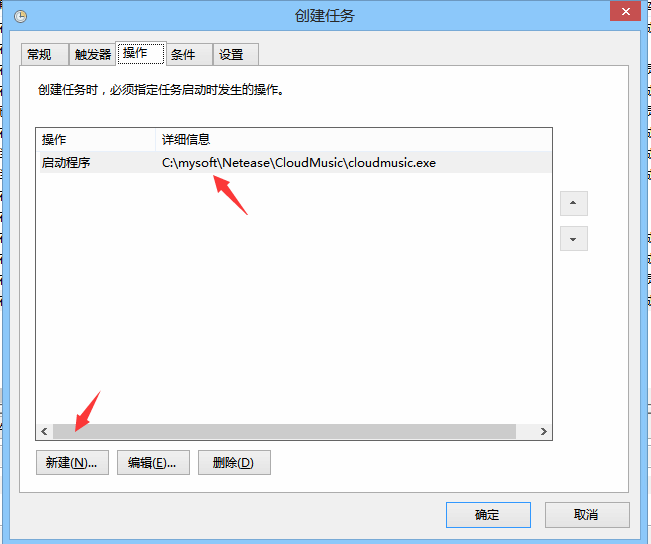 创建任务
常规 触发器 操作 条件 设置
创建任务时，必须指定任务启动时发生的操作。
操作 详细信息
启动程序 C:\mysoft\Netease\CloudMusic\cloudmusic.exe
新建(N)... 编辑(E)... 删除(D)
确定 取消